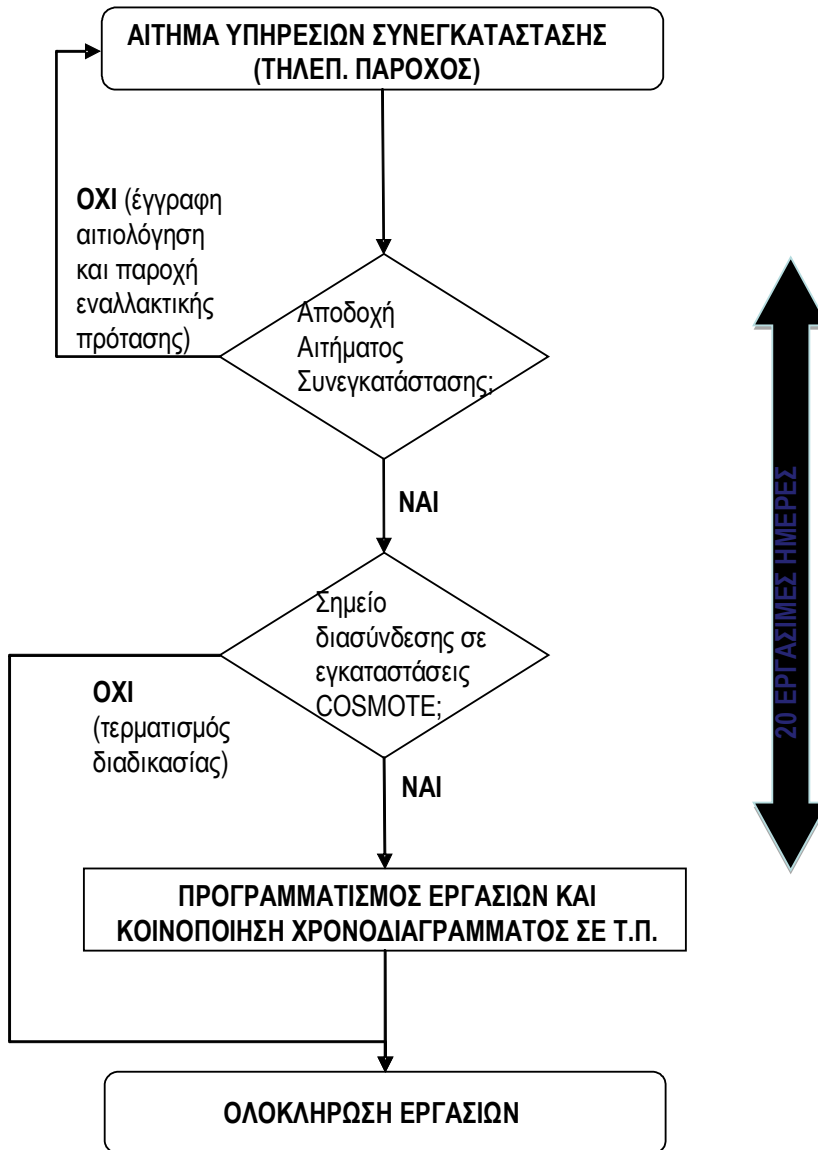 ΑΙΤΗΜΑ ΥΠΗΡΕΣΙΩΝ ΣΥΝΕΓΚΑΤΑΣΤΑΣΗΣ
(ΤΗΛΕΠ. ΠΑΡΟΧΟΣ)
ΟΧΙ (έγγραφη
αιτιολόγηση
και παροχή
εναλλακτικής
πρότασης)
Αποδοχή
Αιτήματος
Συνεγκατάστασης;
ΝΑΙ
Σημείο
διασύνδεσης σε
εγκαταστάσεις
COSMOTE;
ΟΧΙ
(τερματισμός
διαδικασίας)
ΝΑΙ
20 ΕΡΓΑΣΙΜΕΣ ΗΜΕΡΕΣ
ΠΡΟΓΡΑΜΜΑΤΙΣΜΟΣ ΕΡΓΑΣΙΩΝ ΚΑΙ
ΚΟΙΝΟΠΟΙΗΣΗ ΧΡΟΝΟΔΙΑΓΡΑΜΜΑΤΟΣ ΣΕ Τ.Π.
ΟΛΟΚΛΗΡΩΣΗ ΕΡΓΑΣΙΩΝ